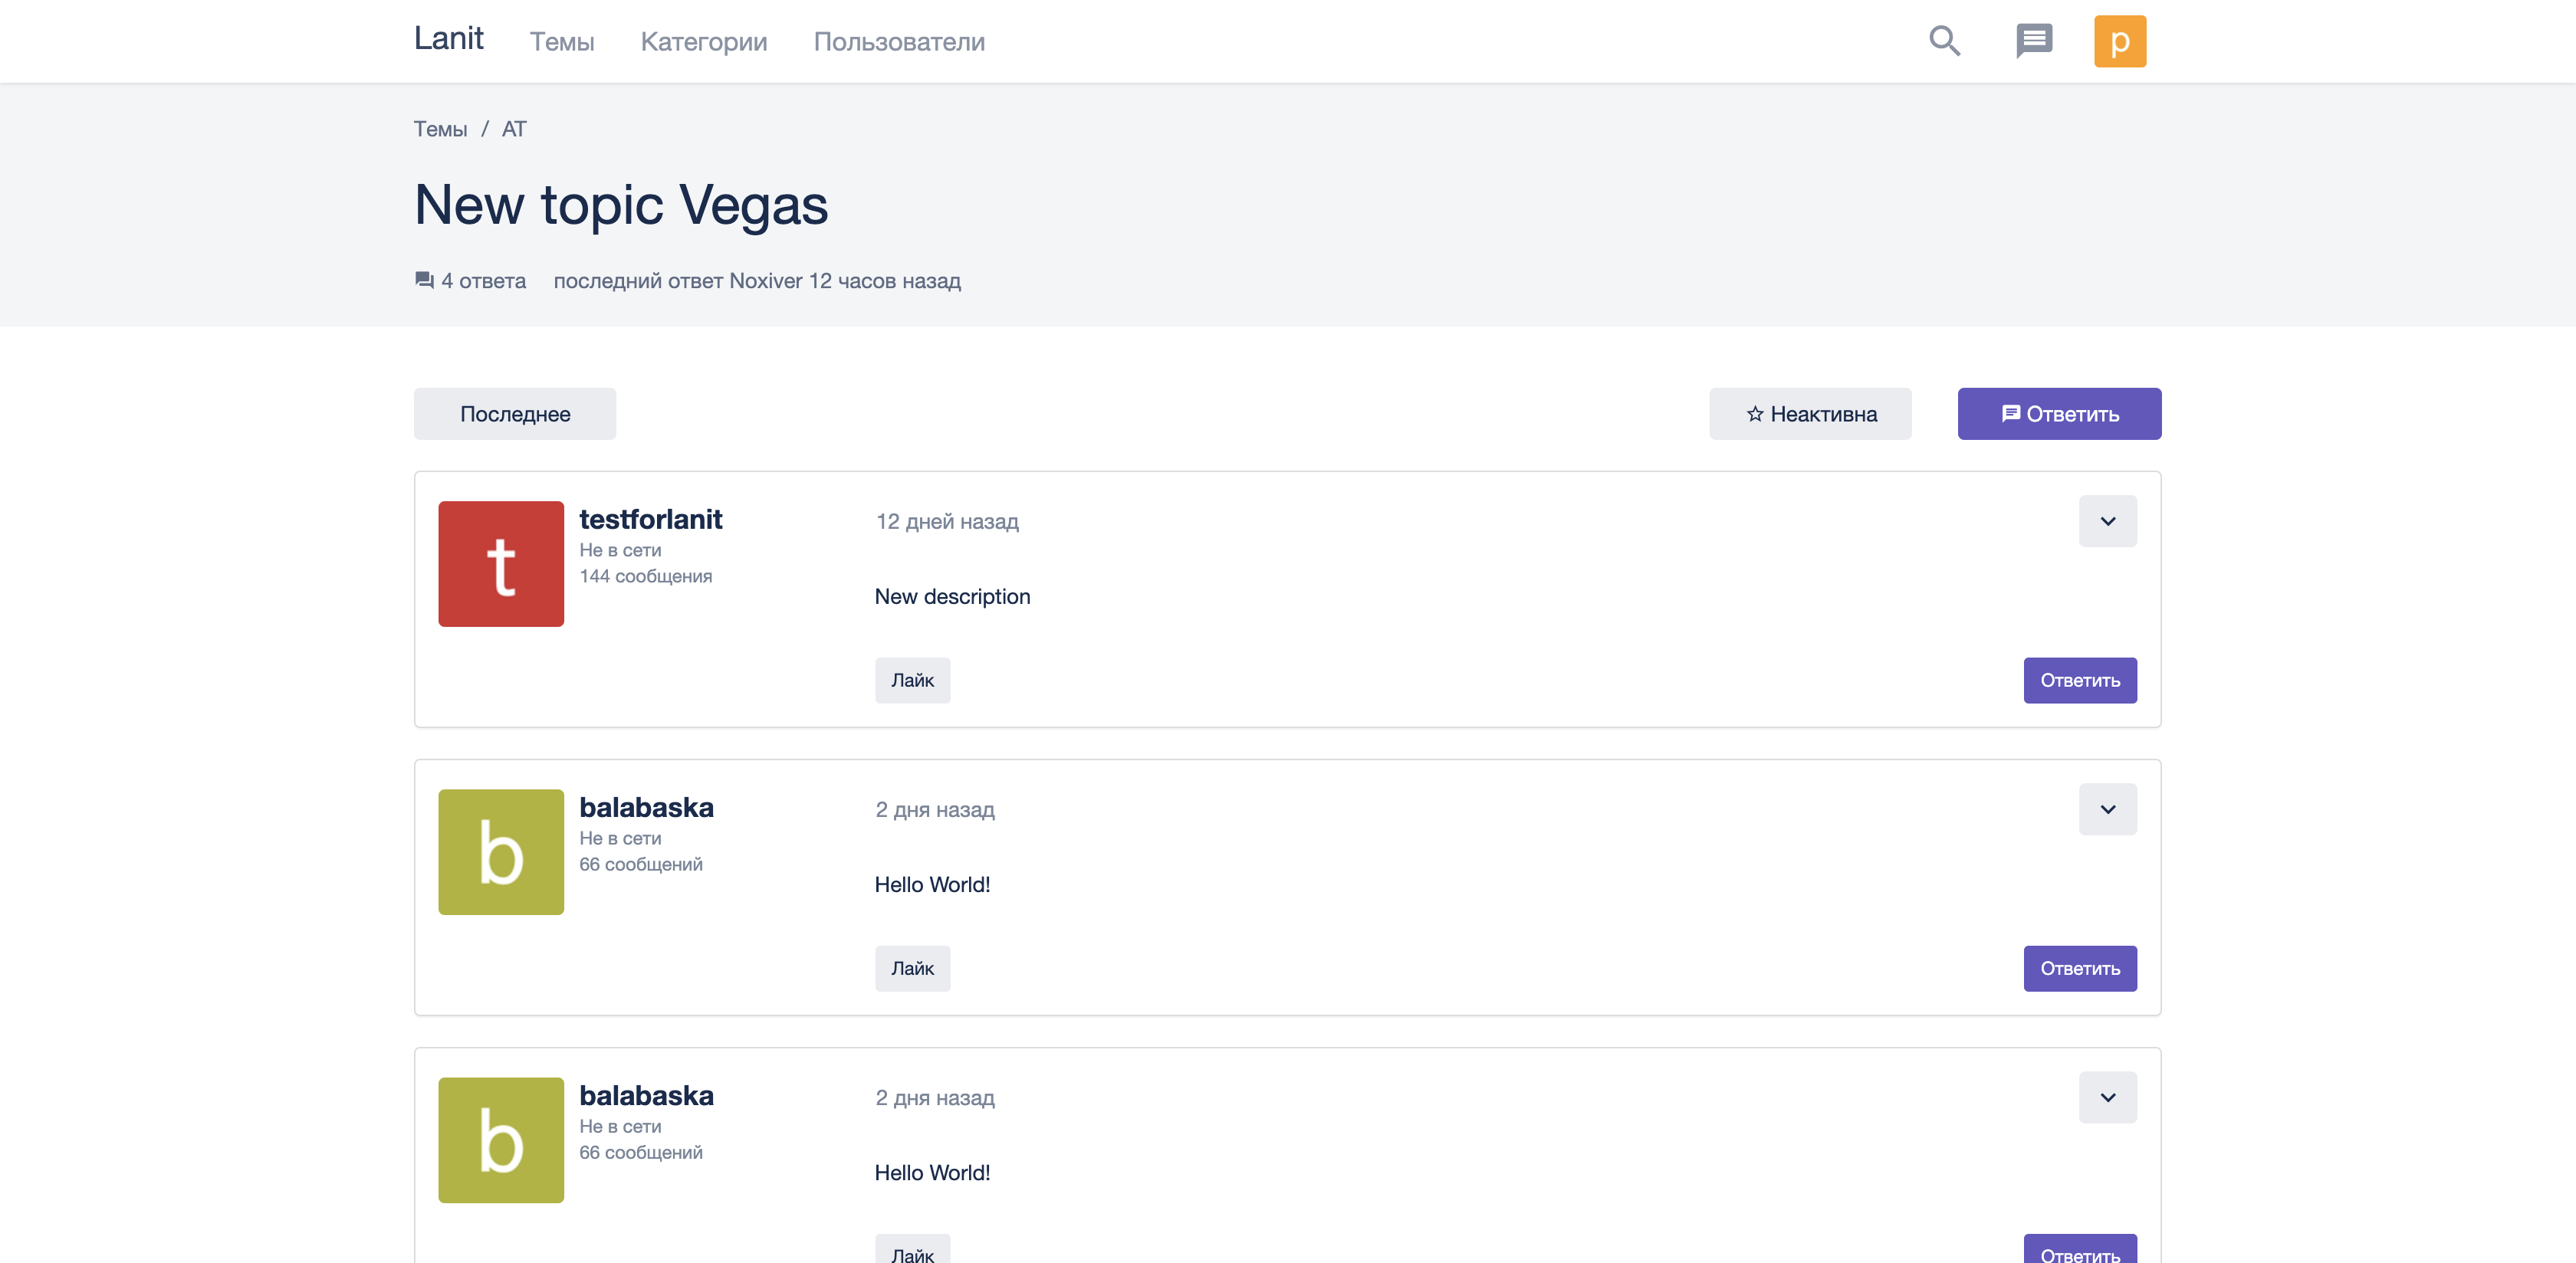 Lanit Темы Категории Пользователи p
Темы / AT
New topic Vegas
4 ответа последний ответ Noxiver 12 часов назад
Последнее Неактивна Ответить
t
testforlanit
Не в сети
144 сообщения
12 дней назад
New description
Лайк Ответить
b
balabaska
Не в сети
66 сообщений
2 дня назад
Hello World!
Лайк Ответить
b
balabaska
Не в сети
66 сообщений
2 дня назад
Hello World!
Лайк Ответить